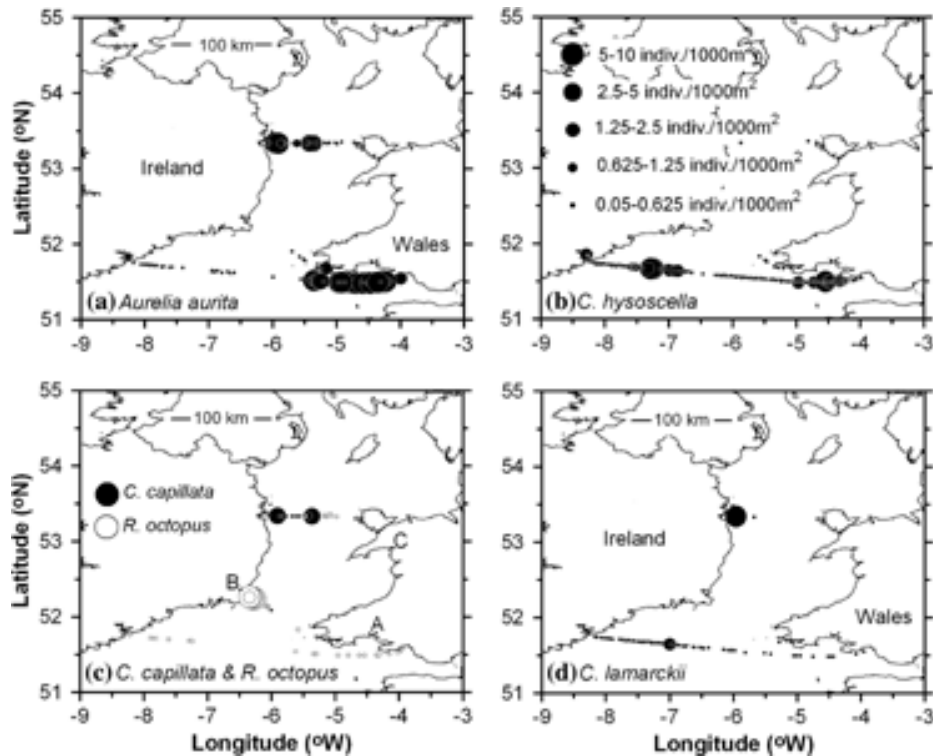 55
54
53
52
51
Latitude (ºN)
100 km
Ireland
Wales
(a) Aurelia aurita
-9 -8 -7 -6 -5 -4 -3
55
54
53
52
51
5-10 indiv./1000m²
2.5-5 indiv./1000m²
1.25-2.5 indiv./1000m²
0.625-1.25 indiv./1000m²
0.05-0.625 indiv./1000m²
(b) C. hysoscella
-9 -8 -7 -6 -5 -4 -3
55
54
53
52
51
Latitude (ºN)
100 km
C. capillata
R. octopus
C
B
A
(c) C. capillata & R. octopus
-9 -8 -7 -6 -5 -4 -3
Longitude (ºW)
55
54
53
52
51
100 km
Ireland
Wales
(d) C. lamarckii
-9 -8 -7 -6 -5 -4 -3
Longitude (ºW)